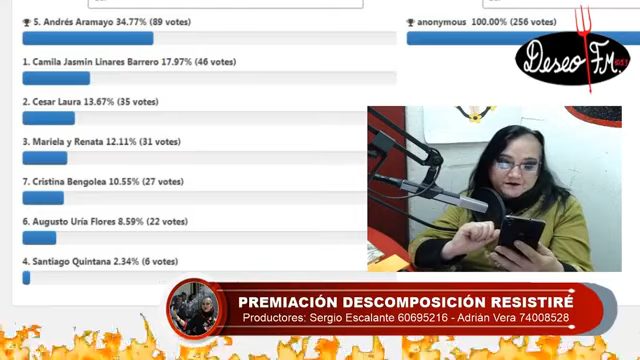 5. Andrés Aramayo 34.77% (89 votes)
anonymous 100.00% (256 votes)
1. Camila Jasmin Linares Barrero 17.97% (46 votes)
2. Cesar Laura 13.67% (35 votes)
3. Mariela y Renata 12.11% (31 votes)
7. Cristina Bengolea 10.55% (27 votes)
6. Augusto Uría Flores 8.59% (22 votes)
4. Santiago Quintana 2.34% (6 votes)
Deseo FM.
PREMIACIÓN DESCOMPOSICIÓN RESISTIRÉ
Productores: Sergio Escalante 60695216 - Adrián Vera 74008528